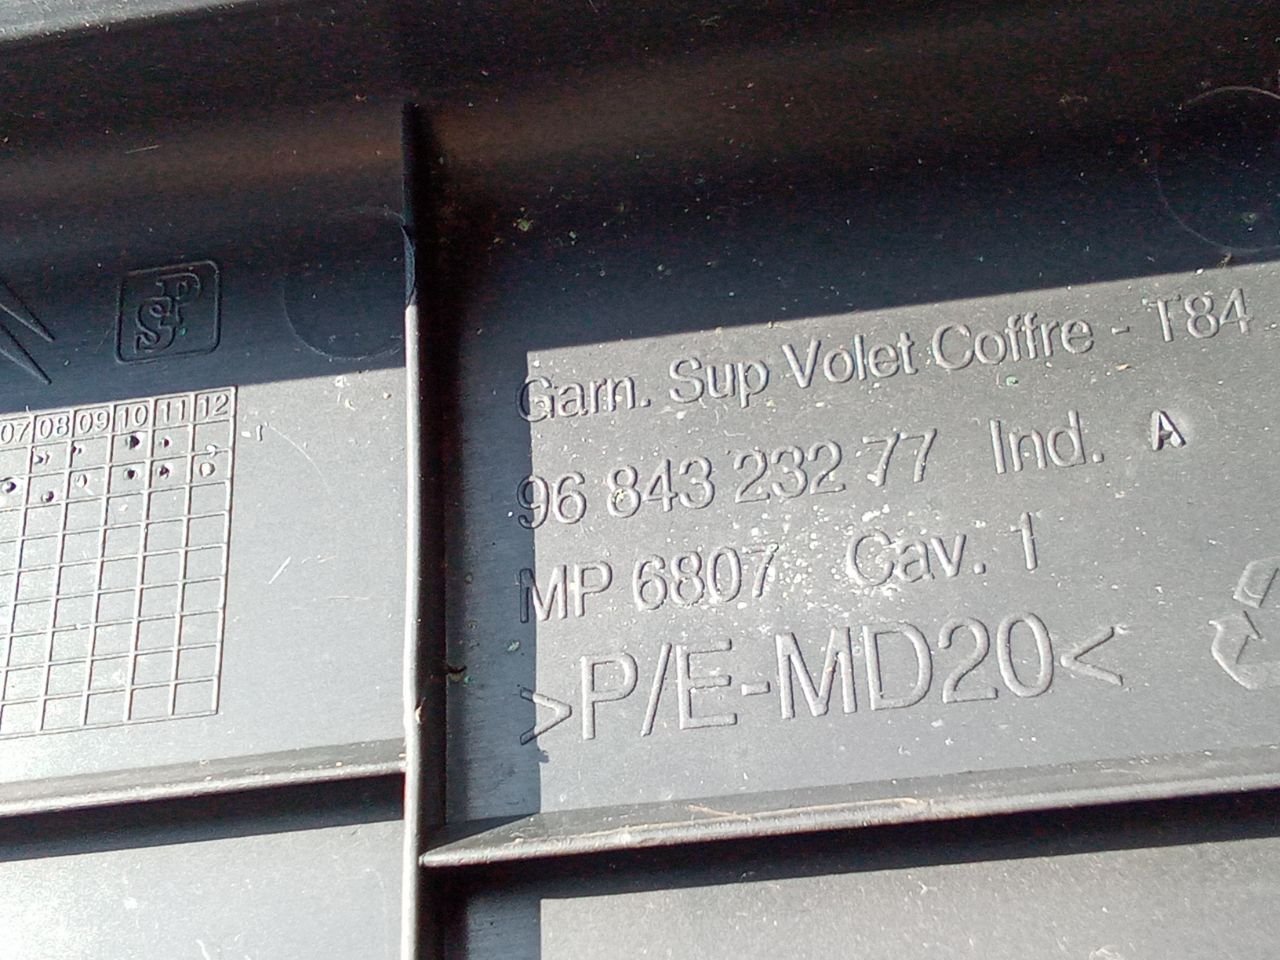 Garn. Sup Volet Coffre - T84
96 843 232 77 Ind. A
MP 6807 Cav. 1
>P/E-MD20<
07 08 09 10 11 12